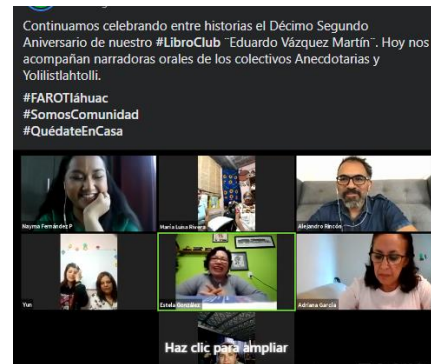 Continuamos celebrando entre historias el Décimo Segundo
Aniversario de nuestro #LibroClub ¨Eduardo Vázquez Martín¨. Hoy nos
acompañan narradoras orales de los colectivos Anecdotarias y
Yolilistlahtolli.
#FAROTláhuac
#SomosComunidad
#QuédateEnCasa
Nayma Fernández P
María Luisa Rivera
Alejandro Rincón
Yun
Estela González
Adriana García
Haz clic para ampliar